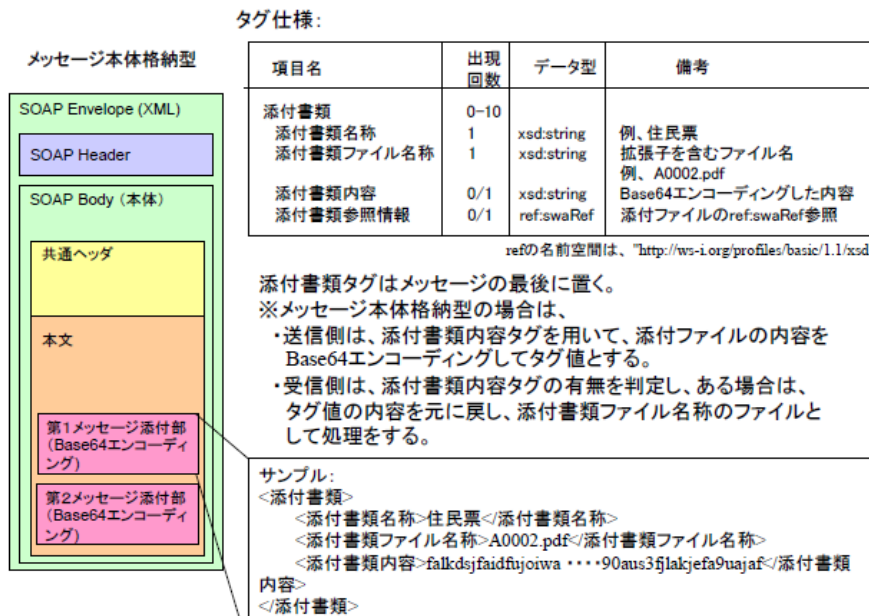 タグ仕様:
メッセージ本体格納型
SOAP Envelope (XML)
SOAP Header
SOAP Body (本体)
共通ヘッダ
本文
第1メッセージ添付部
(Base64エンコーディ
ング)
第2メッセージ添付部
(Base64エンコーディ
ング)
項目名 出現回数 データ型 備考
添付書類 0-10
添付書類名称 1 xsd:string 例、住民票
添付書類ファイル名称 1 xsd:string 拡張子を含むファイル名
例、A0002.pdf
添付書類内容 0/1 xsd:string Base64エンコーディングした内容
添付書類参照情報 0/1 ref:swaRef 添付ファイルのref:swaRef参照
refの名前空間は、"http://ws-i.org/profiles/basic/1.1/xsd
添付書類タグはメッセージの最後に置く。
※メッセージ本体格納型の場合は、
・送信側は、添付書類内容タグを用いて、添付ファイルの内容を
Base64エンコーディングしてタグ値とする。
・受信側は、添付書類内容タグの有無を判定し、ある場合は、
タグ値の内容を元に戻し、添付書類ファイル名称のファイルと
して処理をする。
サンプル:
<添付書類>
<添付書類名称>住民票</添付書類名称>
<添付書類ファイル名称>A0002.pdf</添付書類ファイル名称>
<添付書類内容>falkdsjfaidfujoiwa ・・・・90aus3fjlakjefa9uajaf</添付書類
内容>
</添付書類>